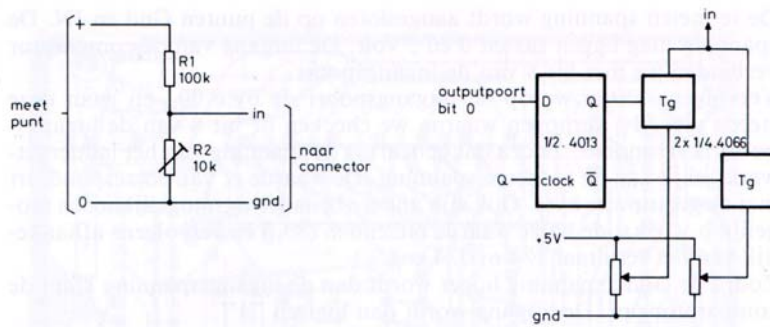 +
R1
100k
meet
punt
in
R2
10k
naar
connector
0
gnd.
in
outputpoort
bit 0
D
Q
Tg
1/2. 4013
2x 1/4.4066
Q
clock
Q̅
Tg
+5V
gnd